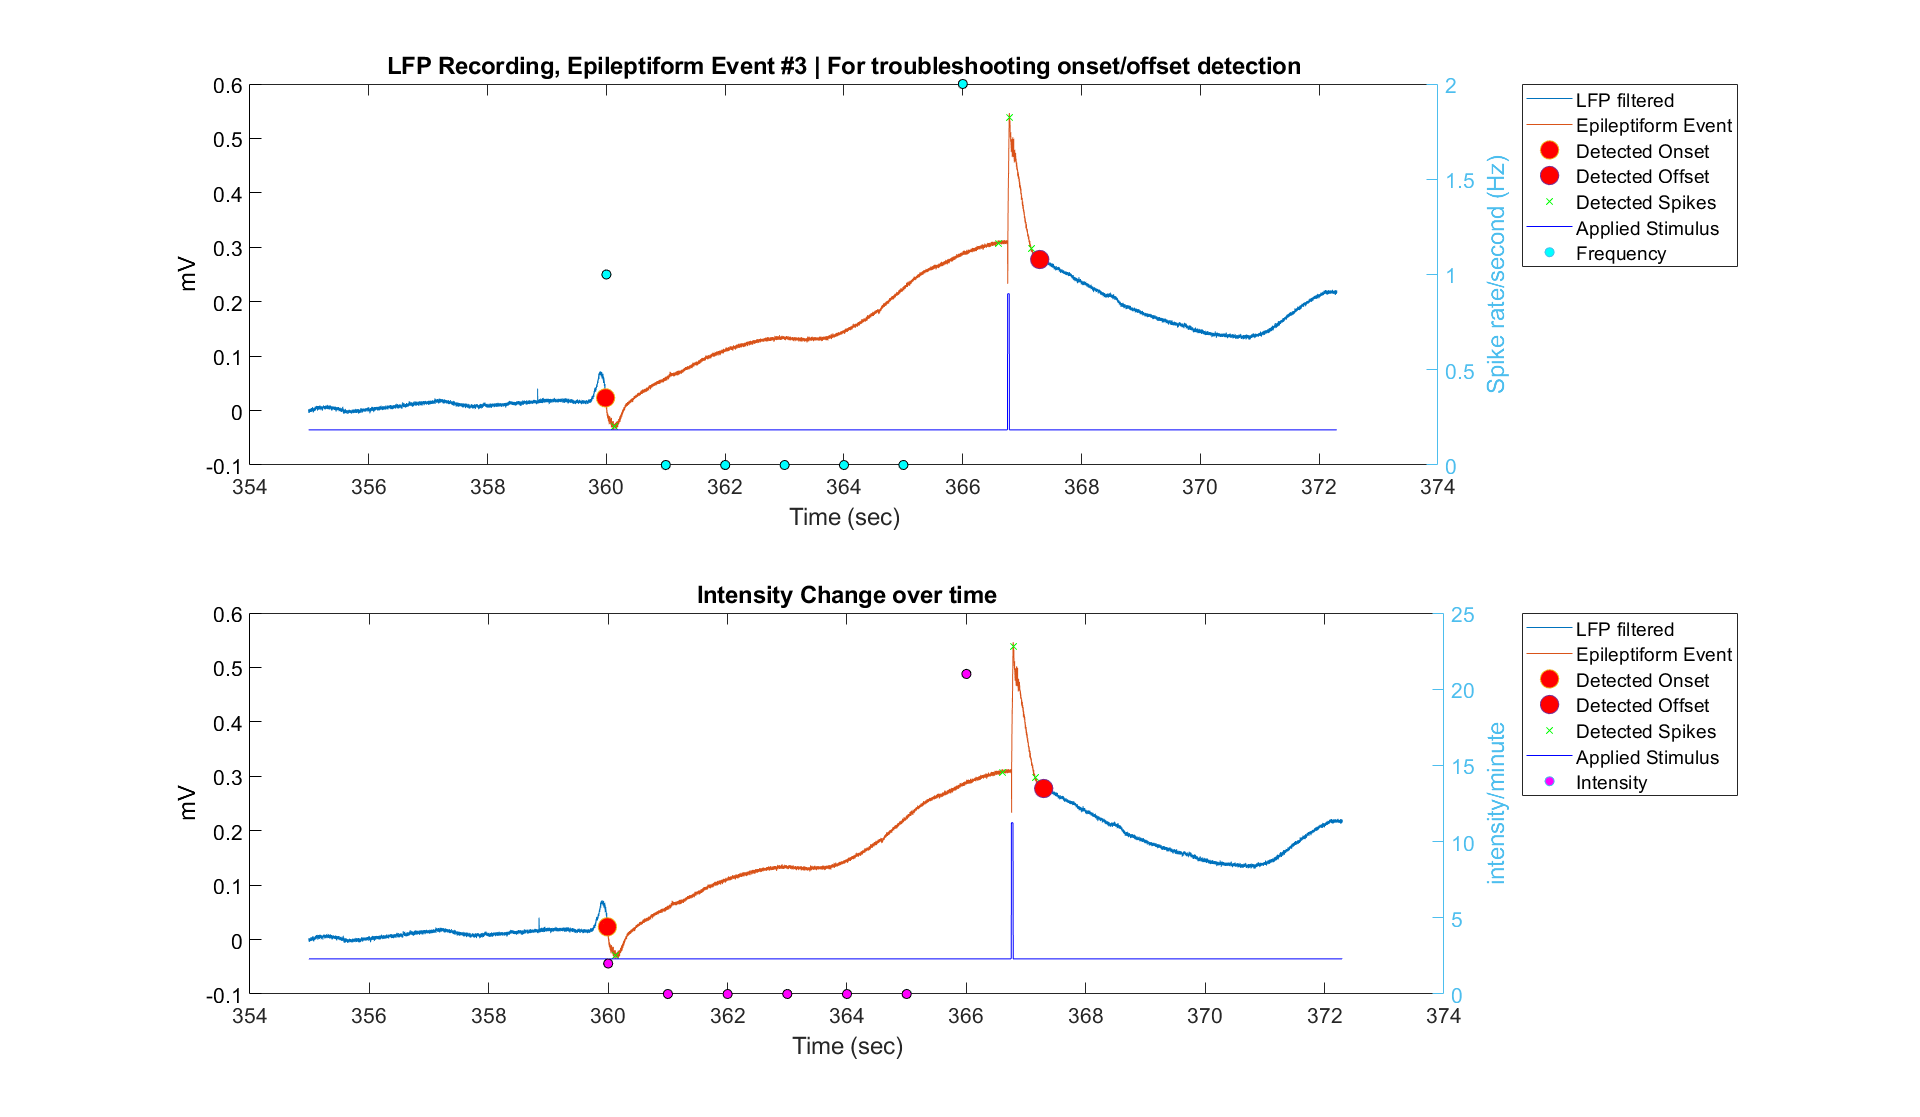 LFP Recording, Epileptiform Event #3 | For troubleshooting onset/offset detection
0.6
0.5
0.4
0.3
0.2
0.1
0
-0.1
mV
354 356 358 360 362 364 366 368 370 372 374
Time (sec)
2
1.5
1
0.5
0
Spike rate/second (Hz)
LFP filtered
Epileptiform Event
Detected Onset
Detected Offset
Detected Spikes
Applied Stimulus
Frequency
Intensity Change over time
0.6
0.5
0.4
0.3
0.2
0.1
0
-0.1
mV
354 356 358 360 362 364 366 368 370 372 374
Time (sec)
25
20
15
10
5
0
intensity/minute
LFP filtered
Epileptiform Event
Detected Onset
Detected Offset
Detected Spikes
Applied Stimulus
Intensity